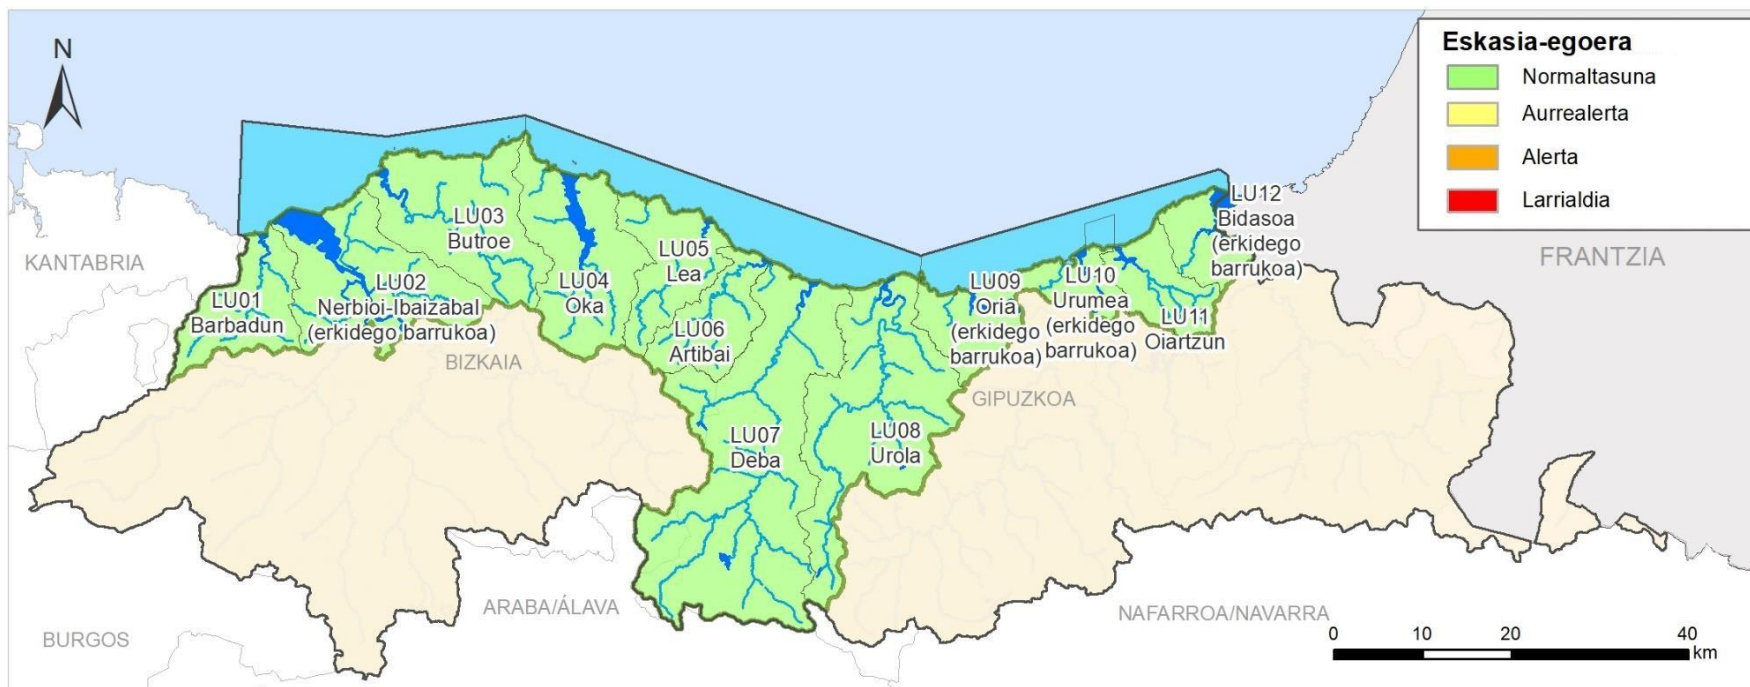 N
Eskasia-egoera
Normaltasuna
Aurrealerta
Alerta
Larrialdia
KANTABRIA
FRANTZIA
LU01
Barbadun
LU02
Nerbioi-Ibaizabal
(erkidego barrukoa)
LU03
Butroe
LU04
Oka
LU05
Lea
LU06
Artibai
LU07
Deba
LU08
Urola
LU09
Oria
(erkidego
barrukoa)
LU10
Urumea
(erkidego
barrukoa)
LU11
Oiartzun
LU12
Bidasoa
(erkidego
barrukoa)
BIZKAIA
GIPUZKOA
ARABA/ÁLAVA
NAFARROA/NAVARRA
BURGOS
0 10 20 40
km